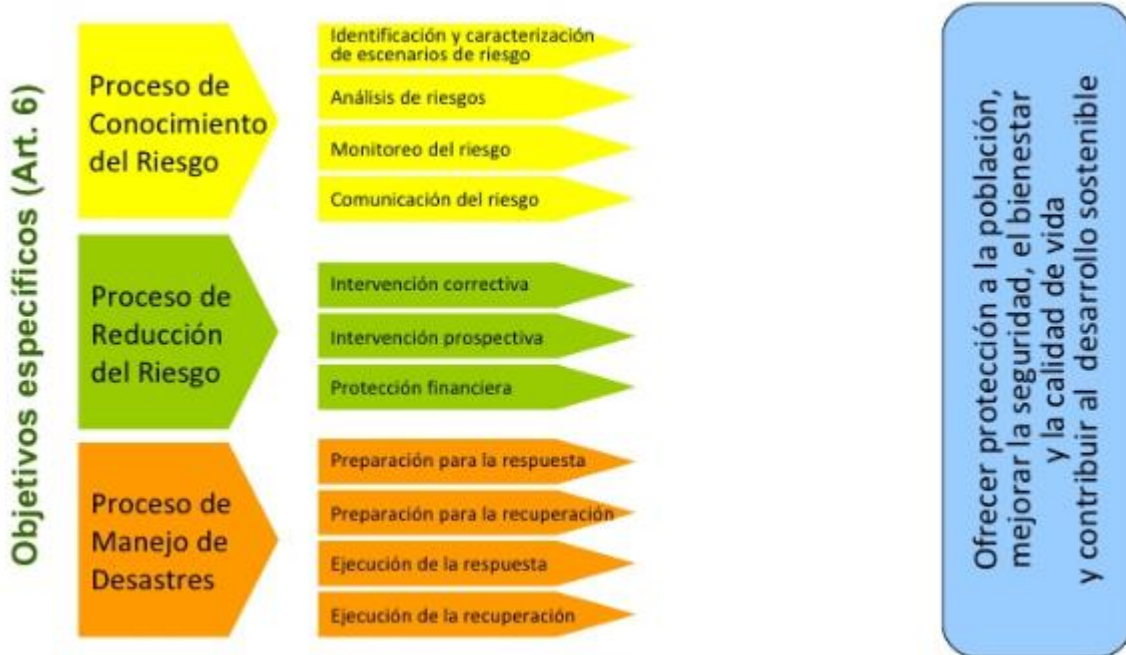 Objetivos específicos (Art. 6)
Proceso de
Conocimiento
del Riesgo
Identificación y caracterización
de escenarios de riesgo
Análisis de riesgos
Monitoreo del riesgo
Comunicación del riesgo
Proceso de
Reducción
del Riesgo
Intervención correctiva
Intervención prospectiva
Protección financiera
Proceso de
Manejo de
Desastres
Preparación para la respuesta
Preparación para la recuperación
Ejecución de la respuesta
Ejecución de la recuperación
Ofrecer protección a la población,
mejorar la seguridad, el bienestar
y la calidad de vida
y contribuir al desarrollo sostenible